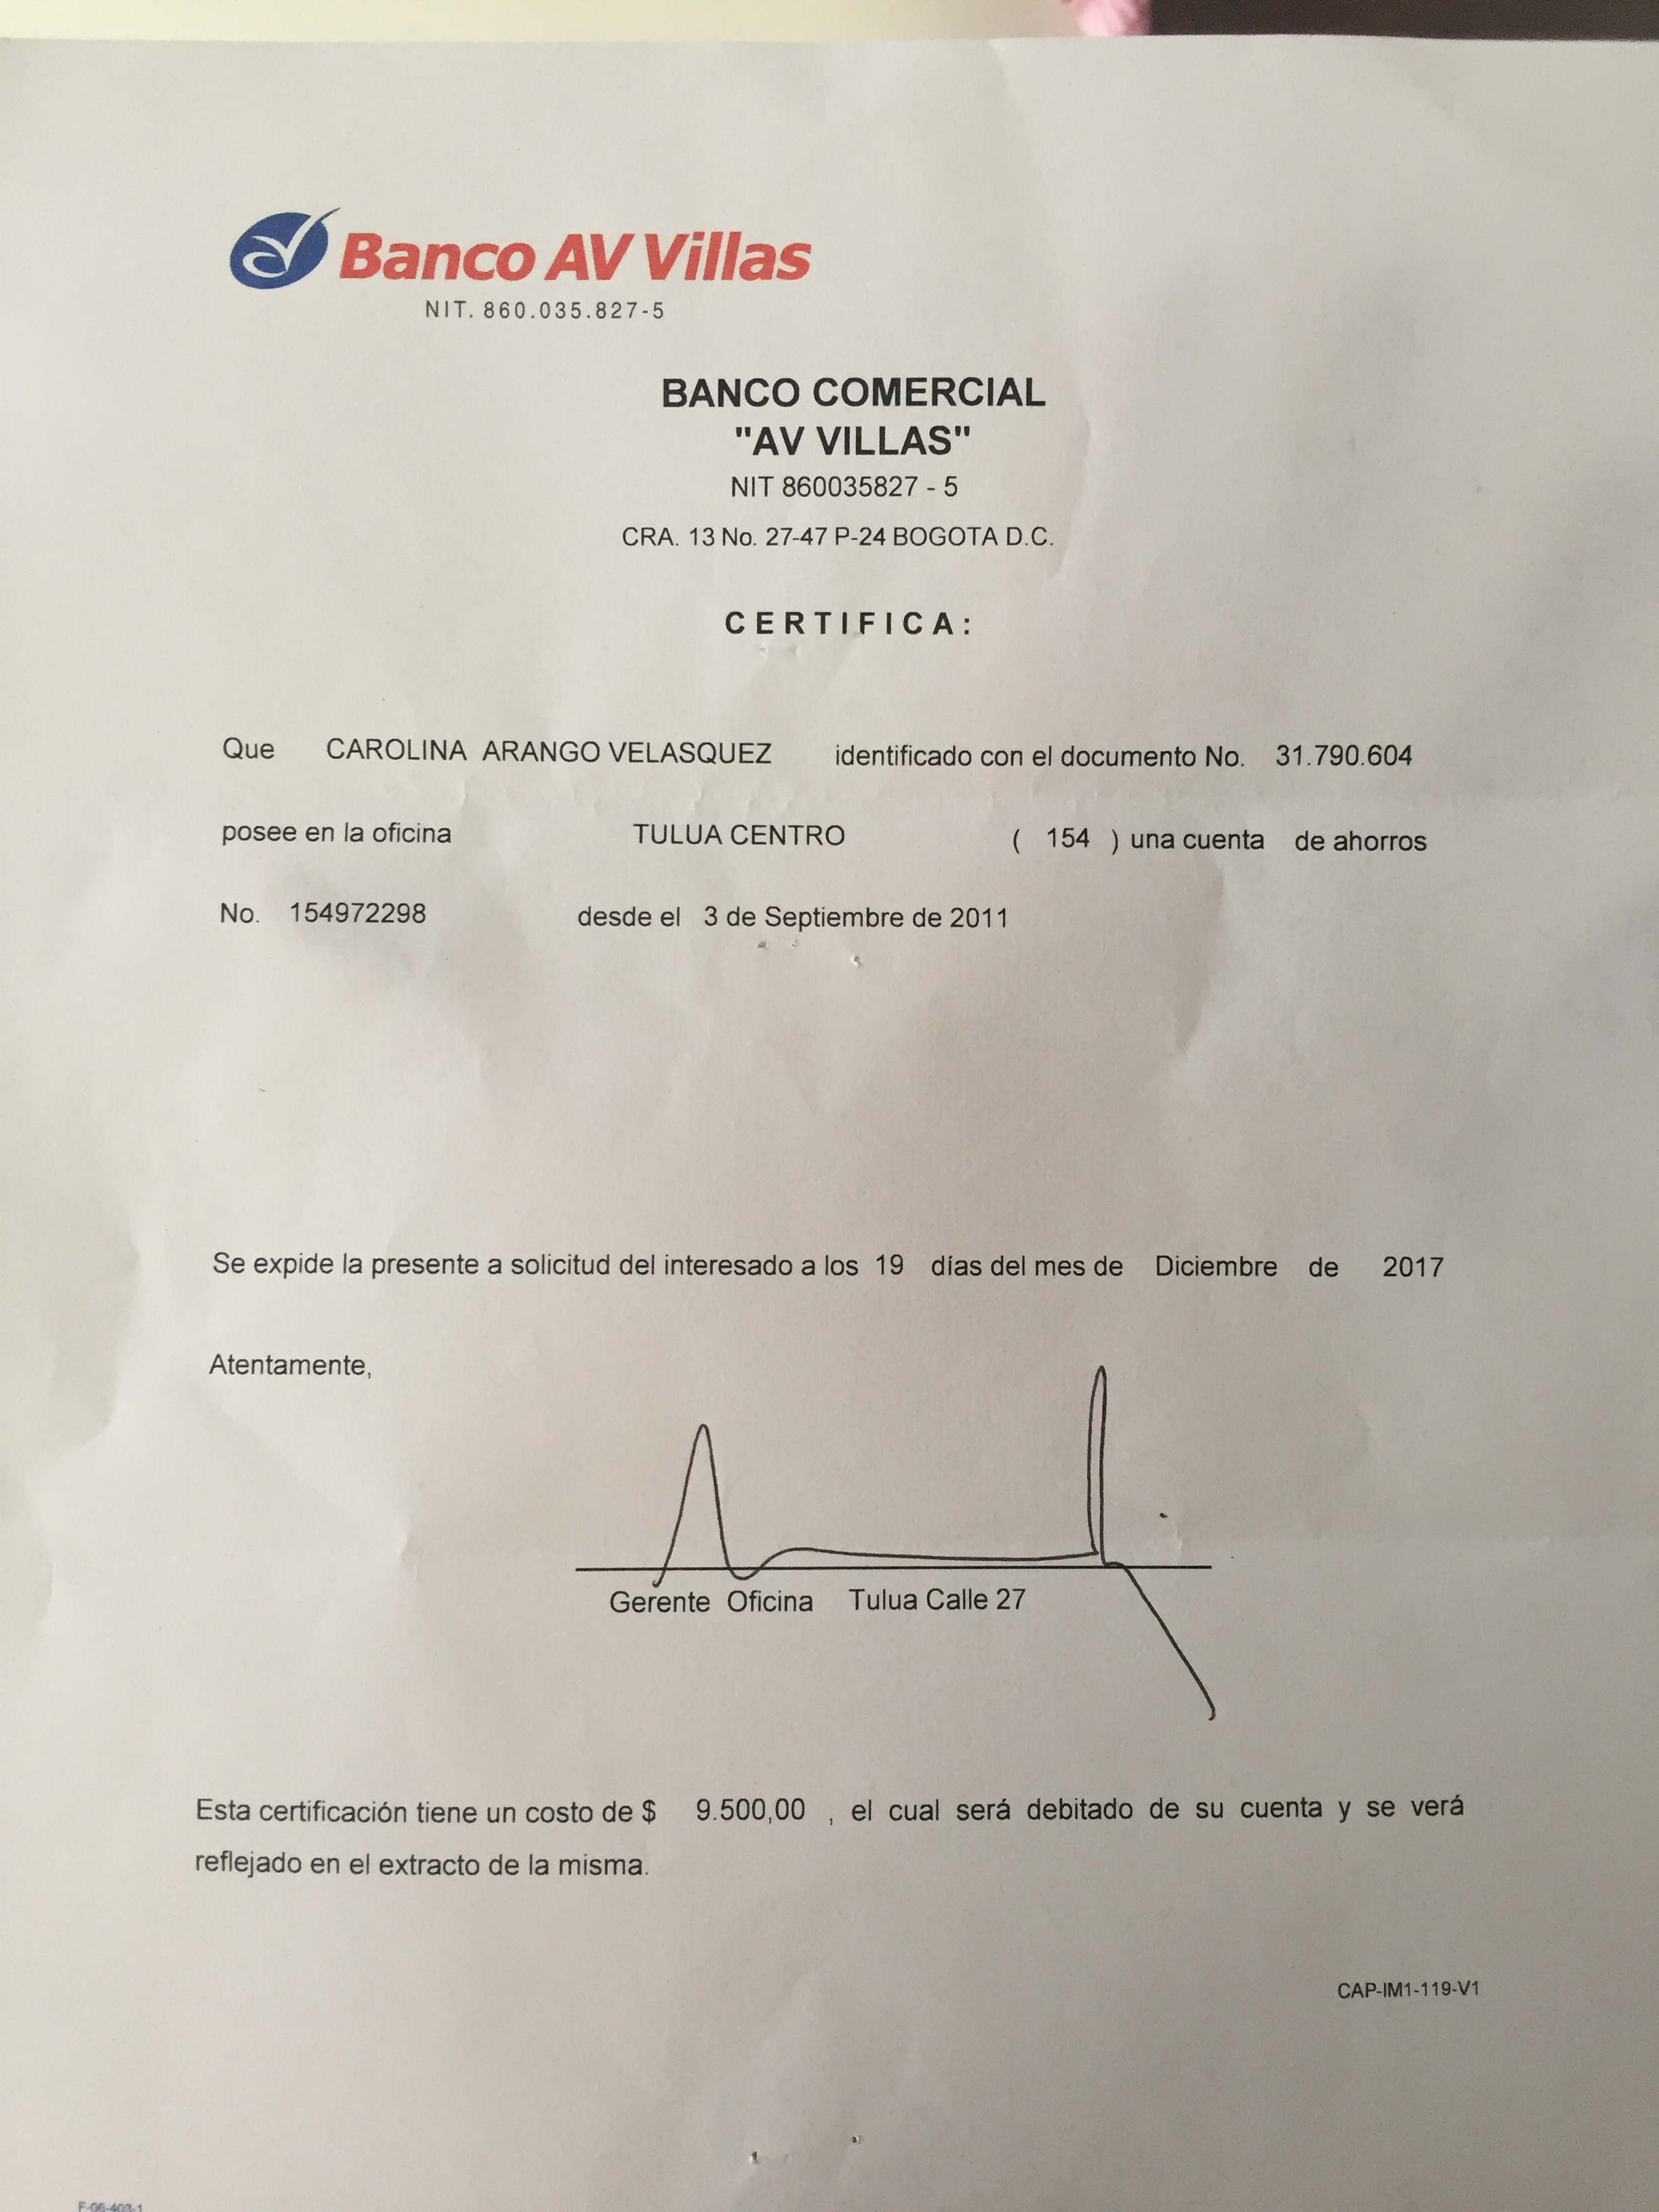 Banco AV Villas
NIT. 860.035.827-5
BANCO COMERCIAL
"AV VILLAS"
NIT 860035827 - 5
CRA. 13 No. 27-47 P-24 BOGOTA D.C.
CERTIFICA:
Que CAROLINA ARANGO VELASQUEZ identificado con el documento No. 31.790.604
posee en la oficina TULUA CENTRO ( 154 ) una cuenta de ahorros
No. 154972298 desde el 3 de Septiembre de 2011
Se expide la presente a solicitud del interesado a los 19 días del mes de Diciembre de 2017
Atentamente,
Gerente Oficina Tulua Calle 27
Esta certificación tiene un costo de $ 9.500,00 , el cual será debitado de su cuenta y se verá
reflejado en el extracto de la misma.
CAP-IM1-119-V1
F-06-403-1